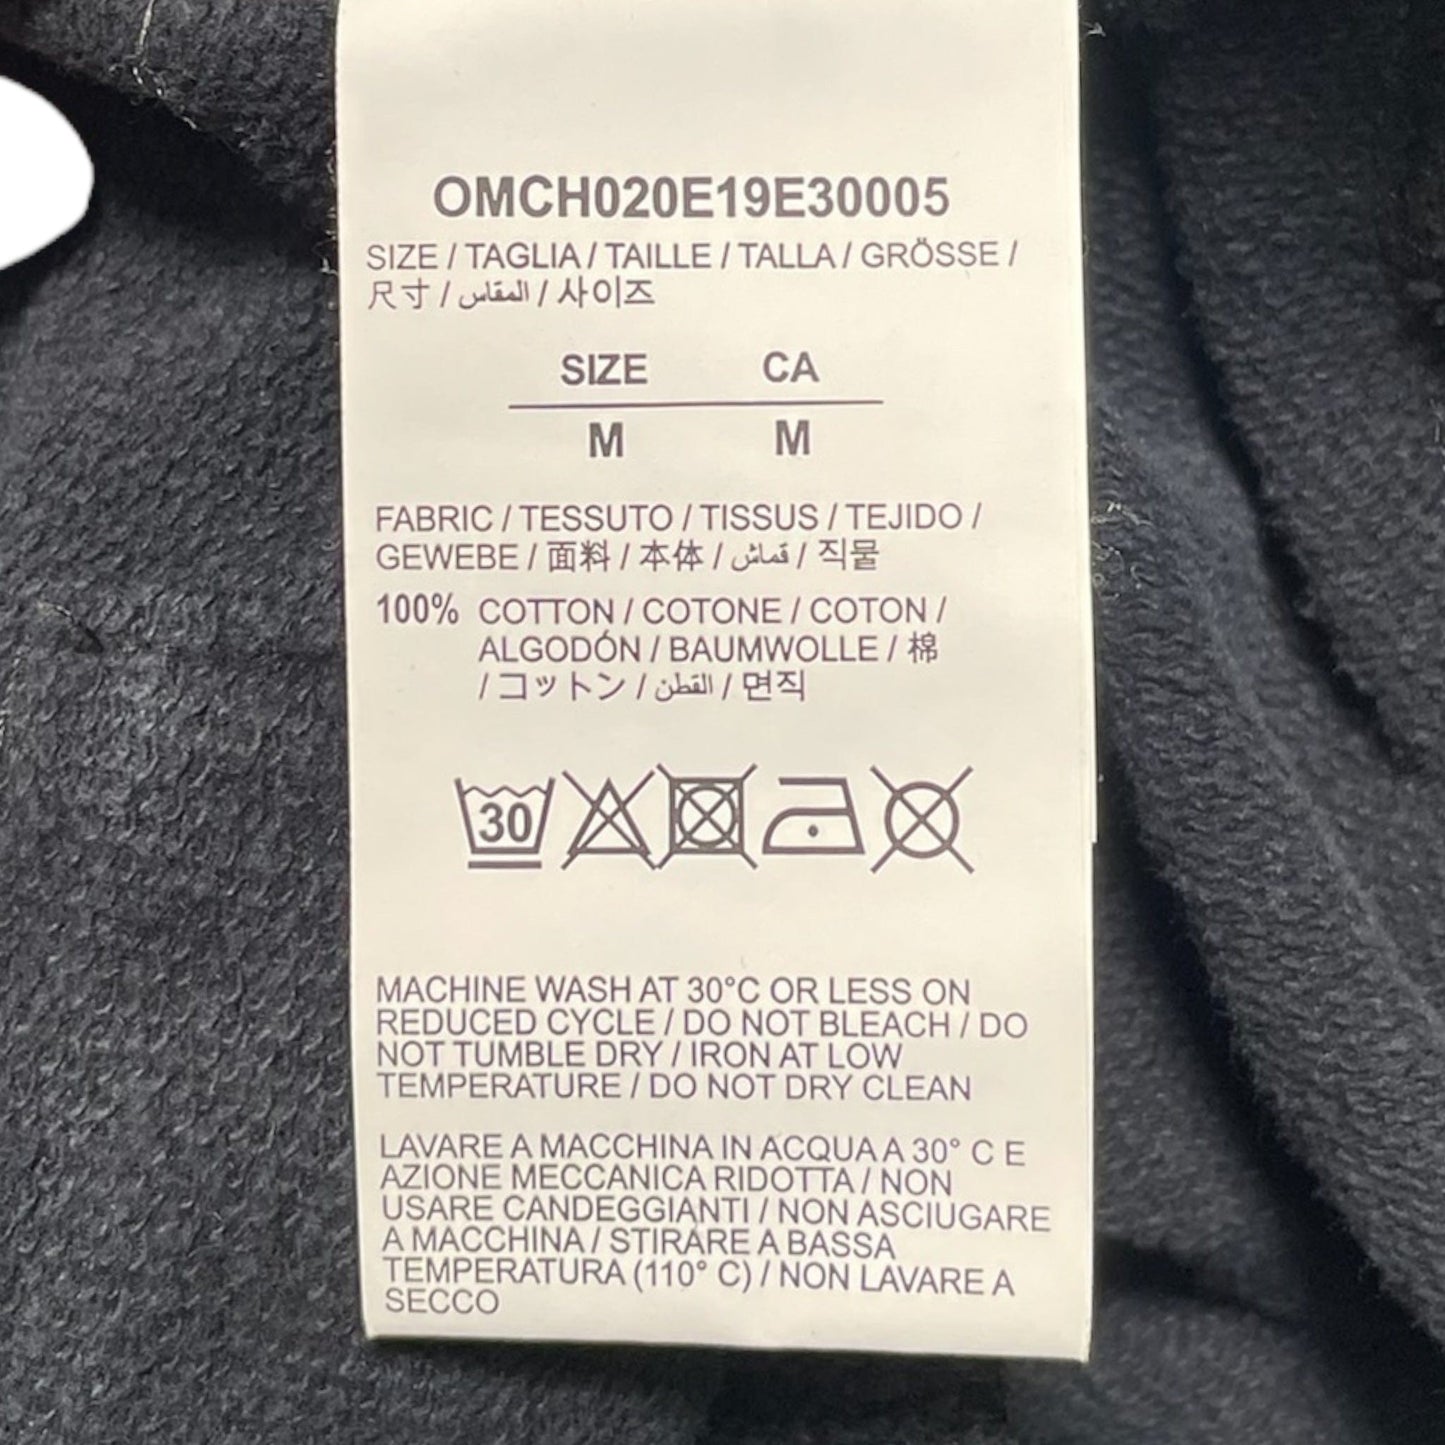 OMCH020E19E30005
SIZE / TAGLIA / TAILLE / TALLA / GRÖSSE /
尺寸 / المقاس / 사이즈
SIZE CA
M M
FABRIC / TESSUTO / TISSUS / TEJIDO /
GEWEBE / 面料 / 本体 / قماش / 직물
100% COTTON / COTONE / COTON /
ALGODÓN / BAUMWOLLE / 棉
/ コットン / القطن / 면직
30
MACHINE WASH AT 30°C OR LESS ON
REDUCED CYCLE / DO NOT BLEACH / DO
NOT TUMBLE DRY / IRON AT LOW
TEMPERATURE / DO NOT DRY CLEAN
LAVARE A MACCHINA IN ACQUA A 30° C E
AZIONE MECCANICA RIDOTTA / NON
USARE CANDEGGIANTI / NON ASCIUGARE
A MACCHINA / STIRARE A BASSA
TEMPERATURA (110° C) / NON LAVARE A
SECCO